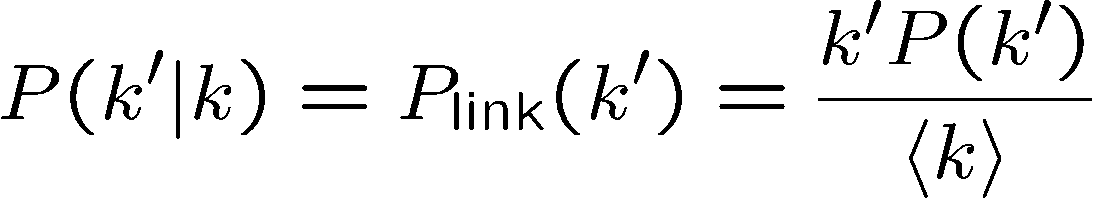 P(k′|k) = P_link(k′) = k′P(k′) / ⟨k⟩